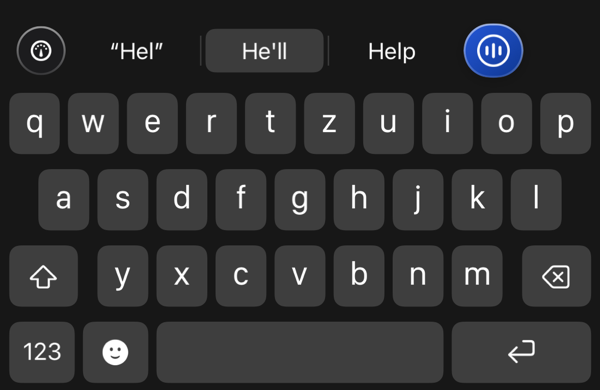 “Hel” He'll Help
q w e r t z u i o p
a s d f g h j k l
y x c v b n m
123